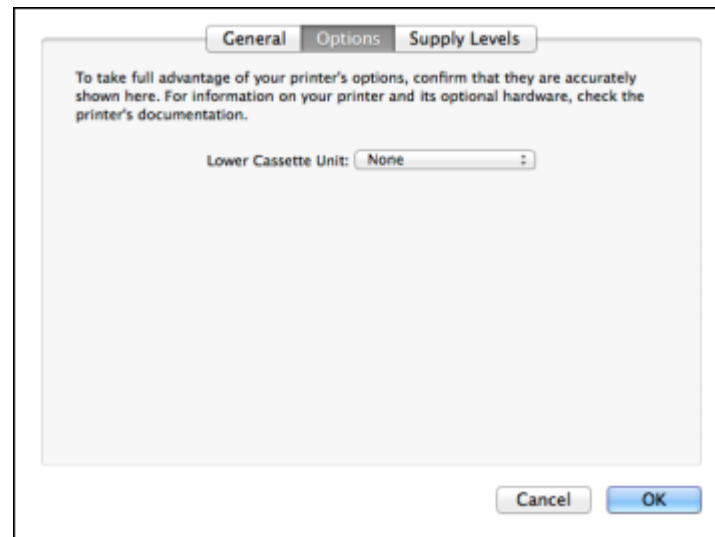 General Options Supply Levels
To take full advantage of your printer's options, confirm that they are accurately
shown here. For information on your printer and its optional hardware, check the
printer's documentation.
Lower Cassette Unit: None
Cancel OK